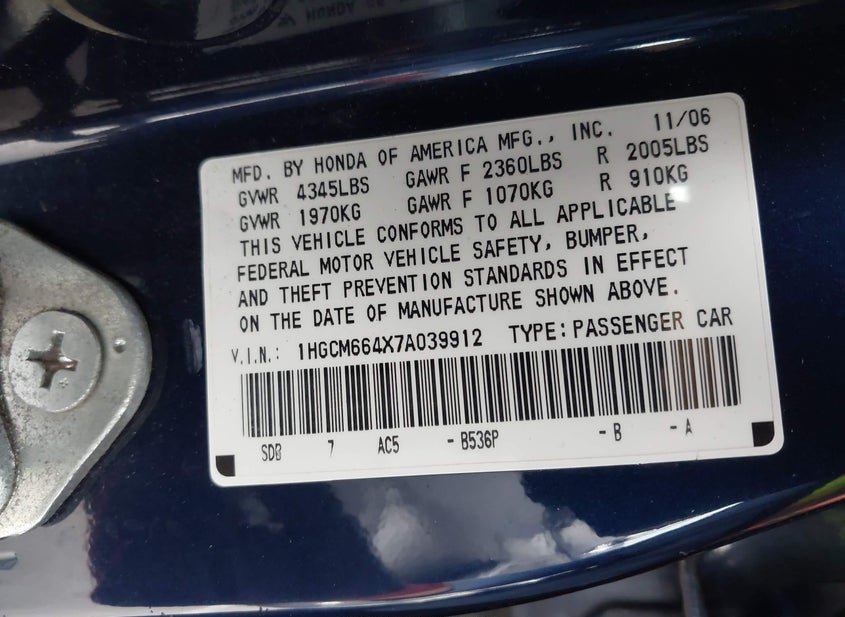 MFD. BY HONDA OF AMERICA MFG., INC. 11/06
GVWR 4345LBS GAWR F 2360LBS R 2005LBS
GVWR 1970KG GAWR F 1070KG R 910KG
THIS VEHICLE CONFORMS TO ALL APPLICABLE
FEDERAL MOTOR VEHICLE SAFETY, BUMPER,
AND THEFT PREVENTION STANDARDS IN EFFECT
ON THE DATE OF MANUFACTURE SHOWN ABOVE.
V.I.N.: 1HGCM664X7A039912 TYPE: PASSENGER CAR
SDB 7 AC5 - B536P - B - A